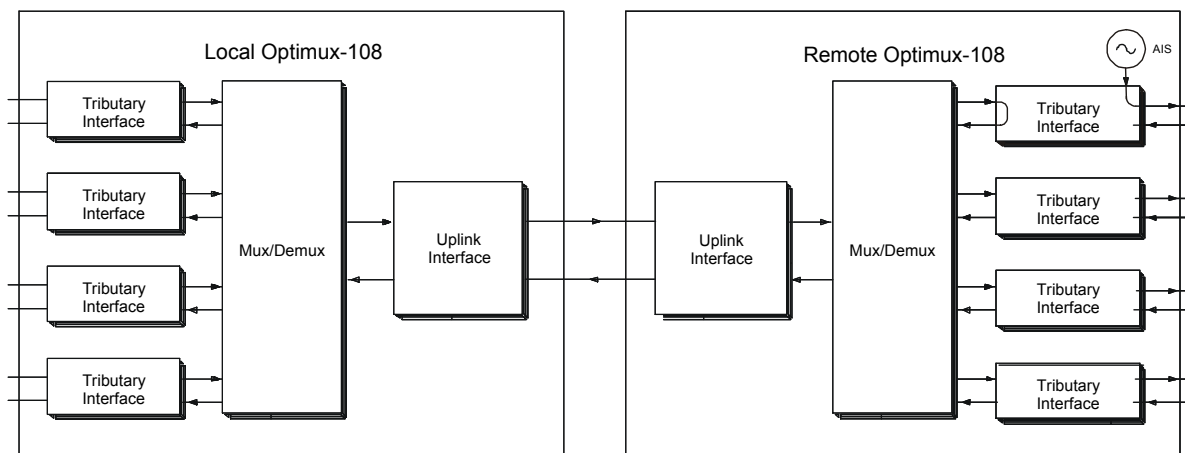 Local Optimux-108
Tributary
Interface
Tributary
Interface
Tributary
Interface
Tributary
Interface
Mux/Demux
Uplink
Interface
Remote Optimux-108
AIS
Uplink
Interface
Mux/Demux
Tributary
Interface
Tributary
Interface
Tributary
Interface
Tributary
Interface